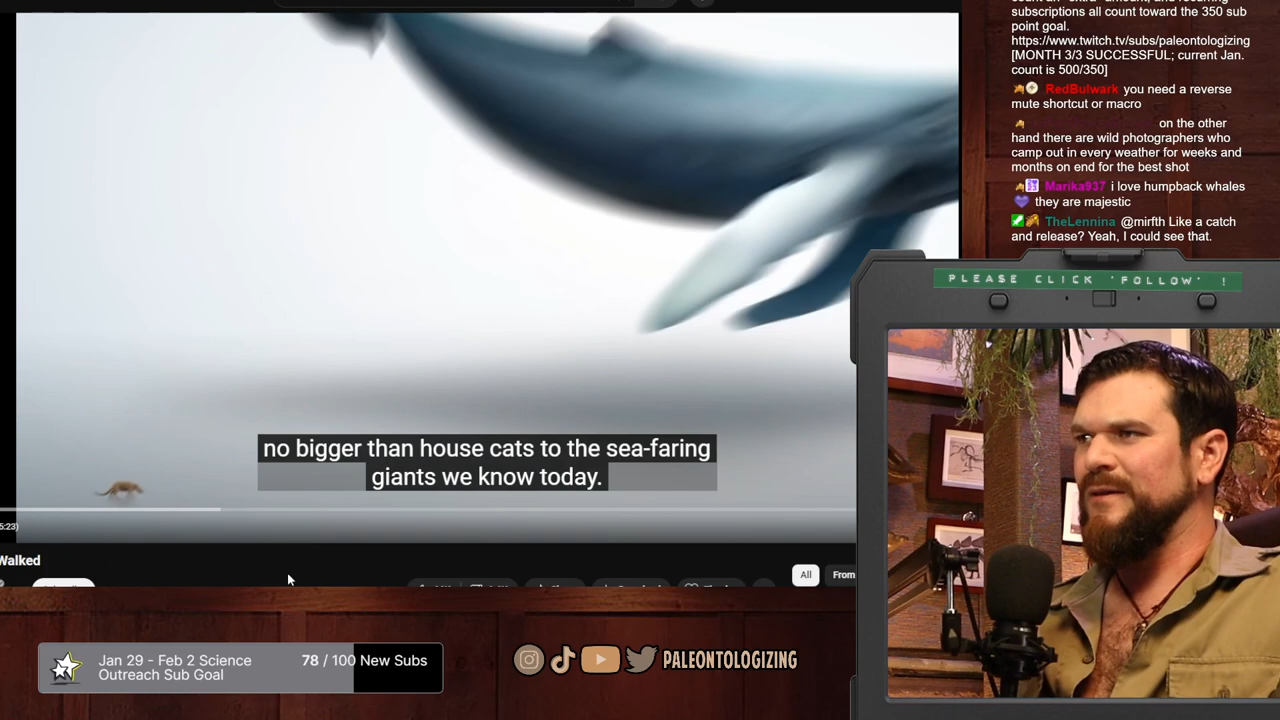 subscriptions all count toward the 350 sub
point goal.
https://www.twitch.tv/subs/paleontologizing
[MONTH 3/3 SUCCESSFUL; current Jan.
count is 500/350]
RedBulwark you need a reverse
mute shortcut or macro
on the other
hand there are wild photographers who
camp out in every weather for weeks and
months on end for the best shot
Marika937 i love humpback whales
they are majestic
TheLennina @mirfth Like a catch
and release? Yeah, I could see that.
PLEASE CLICK 'FOLLOW' !
no bigger than house cats to the sea-faring
giants we know today.
5:23)
Walked
All
From
Jan 29 - Feb 2 Science
Outreach Sub Goal
78 / 100 New Subs
PALEONTOLOGIZING